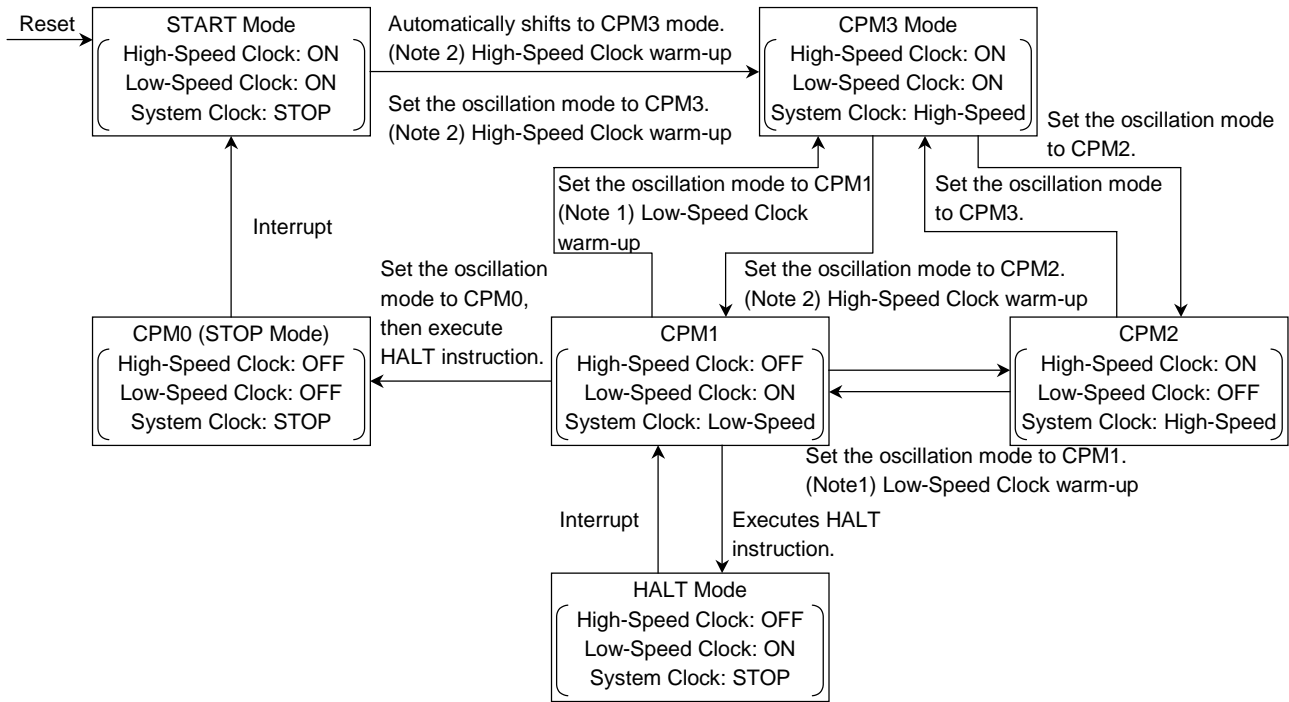 Reset
START Mode
High-Speed Clock: ON
Low-Speed Clock: ON
System Clock: STOP
Automatically shifts to CPM3 mode.
(Note 2) High-Speed Clock warm-up
Set the oscillation mode to CPM3.
(Note 2) High-Speed Clock warm-up
CPM3 Mode
High-Speed Clock: ON
Low-Speed Clock: ON
System Clock: High-Speed
Set the oscillation mode
to CPM2.
Set the oscillation mode to CPM1
(Note 1) Low-Speed Clock
warm-up
Set the oscillation mode
to CPM3.
Interrupt
Set the oscillation
mode to CPM0,
then execute
HALT instruction.
Set the oscillation mode to CPM2.
(Note 2) High-Speed Clock warm-up
CPM0 (STOP Mode)
High-Speed Clock: OFF
Low-Speed Clock: OFF
System Clock: STOP
CPM1
High-Speed Clock: OFF
Low-Speed Clock: ON
System Clock: Low-Speed
CPM2
High-Speed Clock: ON
Low-Speed Clock: OFF
System Clock: High-Speed
Set the oscillation mode to CPM1.
(Note1) Low-Speed Clock warm-up
Interrupt
Executes HALT
instruction.
HALT Mode
High-Speed Clock: OFF
Low-Speed Clock: ON
System Clock: STOP